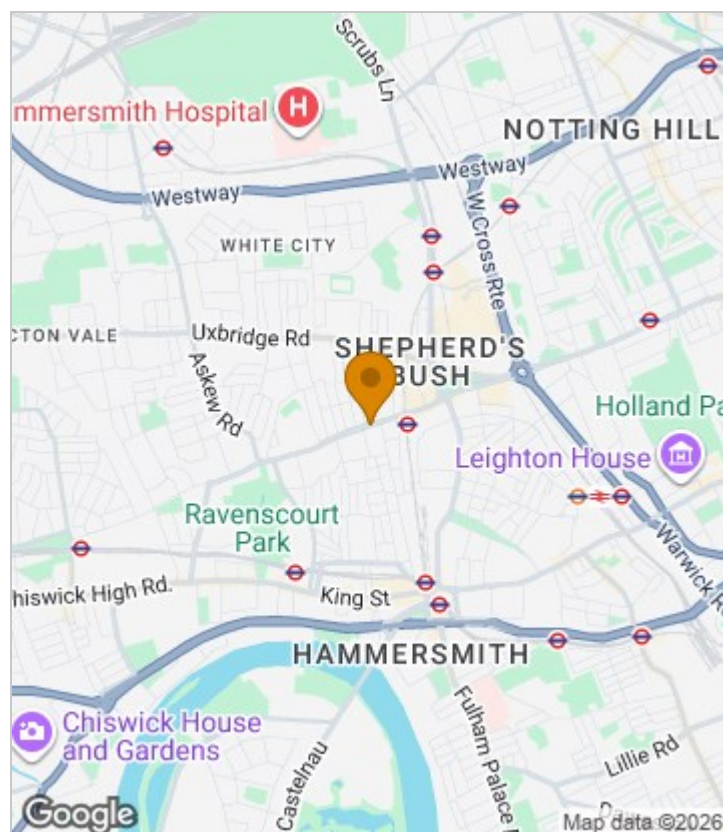 Scrubs Ln
mmersmith Hospital
H
NOTTING HILL
Westway
Westway
W Cross Rte
WHITE CITY
CTON VALE
Uxbridge Rd
SHEPHERD'S
BUSH
Askew Rd
Holland Pa
Leighton House
Ravenscourt
Park
Warwick R
hiswick High Rd.
King St
HAMMERSMITH
Chiswick House
and Gardens
Fulham Palace
Castelnau
Lillie Rd
Google
Map data ©2026